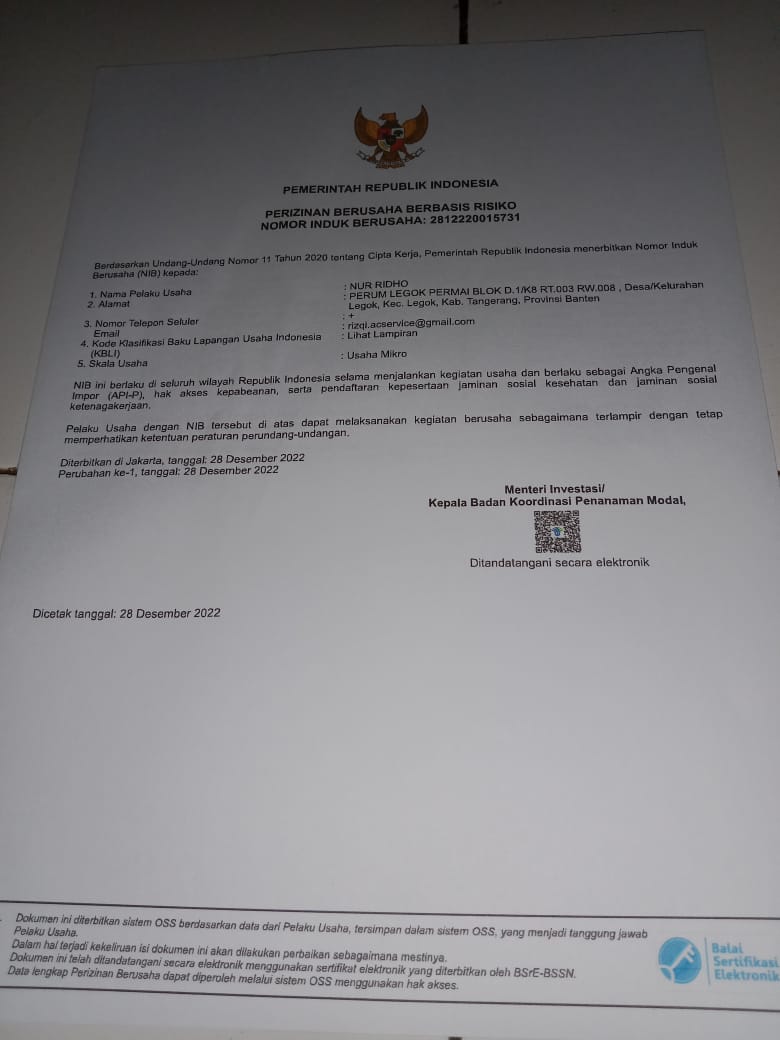 PEMERINTAH REPUBLIK INDONESIA
PERIZINAN BERUSAHA BERBASIS RISIKO
NOMOR INDUK BERUSAHA: 2812220015731
Berdasarkan Undang-Undang Nomor 11 Tahun 2020 tentang Cipta Kerja, Pemerintah Republik Indonesia menerbitkan Nomor Induk
Berusaha (NIB) kepada:
1. Nama Pelaku Usaha : NUR RIDHO
2. Alamat : PERUM LEGOK PERMAI BLOK D.1/K8 RT.003 RW.008 , Desa/Kelurahan
Legok, Kec. Legok, Kab. Tangerang, Provinsi Banten
3. Nomor Telepon Seluler : +
Email : rizqi.acservice@gmail.com
4. Kode Klasifikasi Baku Lapangan Usaha Indonesia : Lihat Lampiran
(KBLI)
5. Skala Usaha : Usaha Mikro
NIB ini berlaku di seluruh wilayah Republik Indonesia selama menjalankan kegiatan usaha dan berlaku sebagai Angka Pengenal
Impor (API-P), hak akses kepabeanan, serta pendaftaran kepesertaan jaminan sosial kesehatan dan jaminan sosial
ketenagakerjaan.
Pelaku Usaha dengan NIB tersebut di atas dapat melaksanakan kegiatan berusaha sebagaimana terlampir dengan tetap
memperhatikan ketentuan peraturan perundang-undangan.
Diterbitkan di Jakarta, tanggal: 28 Desember 2022
Perubahan ke-1, tanggal: 28 Desember 2022
Menteri Investasi/
Kepala Badan Koordinasi Penanaman Modal,
Ditandatangani secara elektronik
Dicetak tanggal: 28 Desember 2022
Dokumen ini diterbitkan sistem OSS berdasarkan data dari Pelaku Usaha, tersimpan dalam sistem OSS, yang menjadi tanggung jawab
Pelaku Usaha.
Dalam hal terjadi kekeliruan isi dokumen ini akan dilakukan perbaikan sebagaimana mestinya.
Dokumen ini telah ditandatangani secara elektronik menggunakan sertifikat elektronik yang diterbitkan oleh BSrE-BSSN.
Data lengkap Perizinan Berusaha dapat diperoleh melalui sistem OSS menggunakan hak akses.
Balai
Sertifikasi
Elektronik